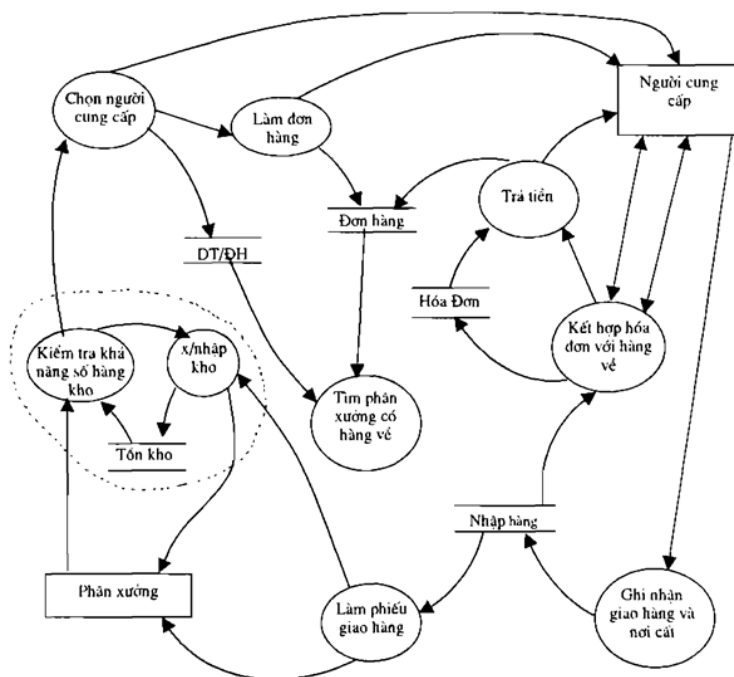 Chọn người
cung cấp
Làm đơn
hàng
Người cung
cấp
Trả tiền
Đơn hàng
DT/ĐH
Hóa Đơn
Kết hợp hóa
đơn với hàng
về
Kiểm tra khả
năng số hàng
kho
x/nhập
kho
Tồn kho
Tìm phân
xưởng có
hàng về
Nhập hàng
Phân xưởng
Làm phiếu
giao hàng
Ghi nhận
giao hàng và
nơi cất